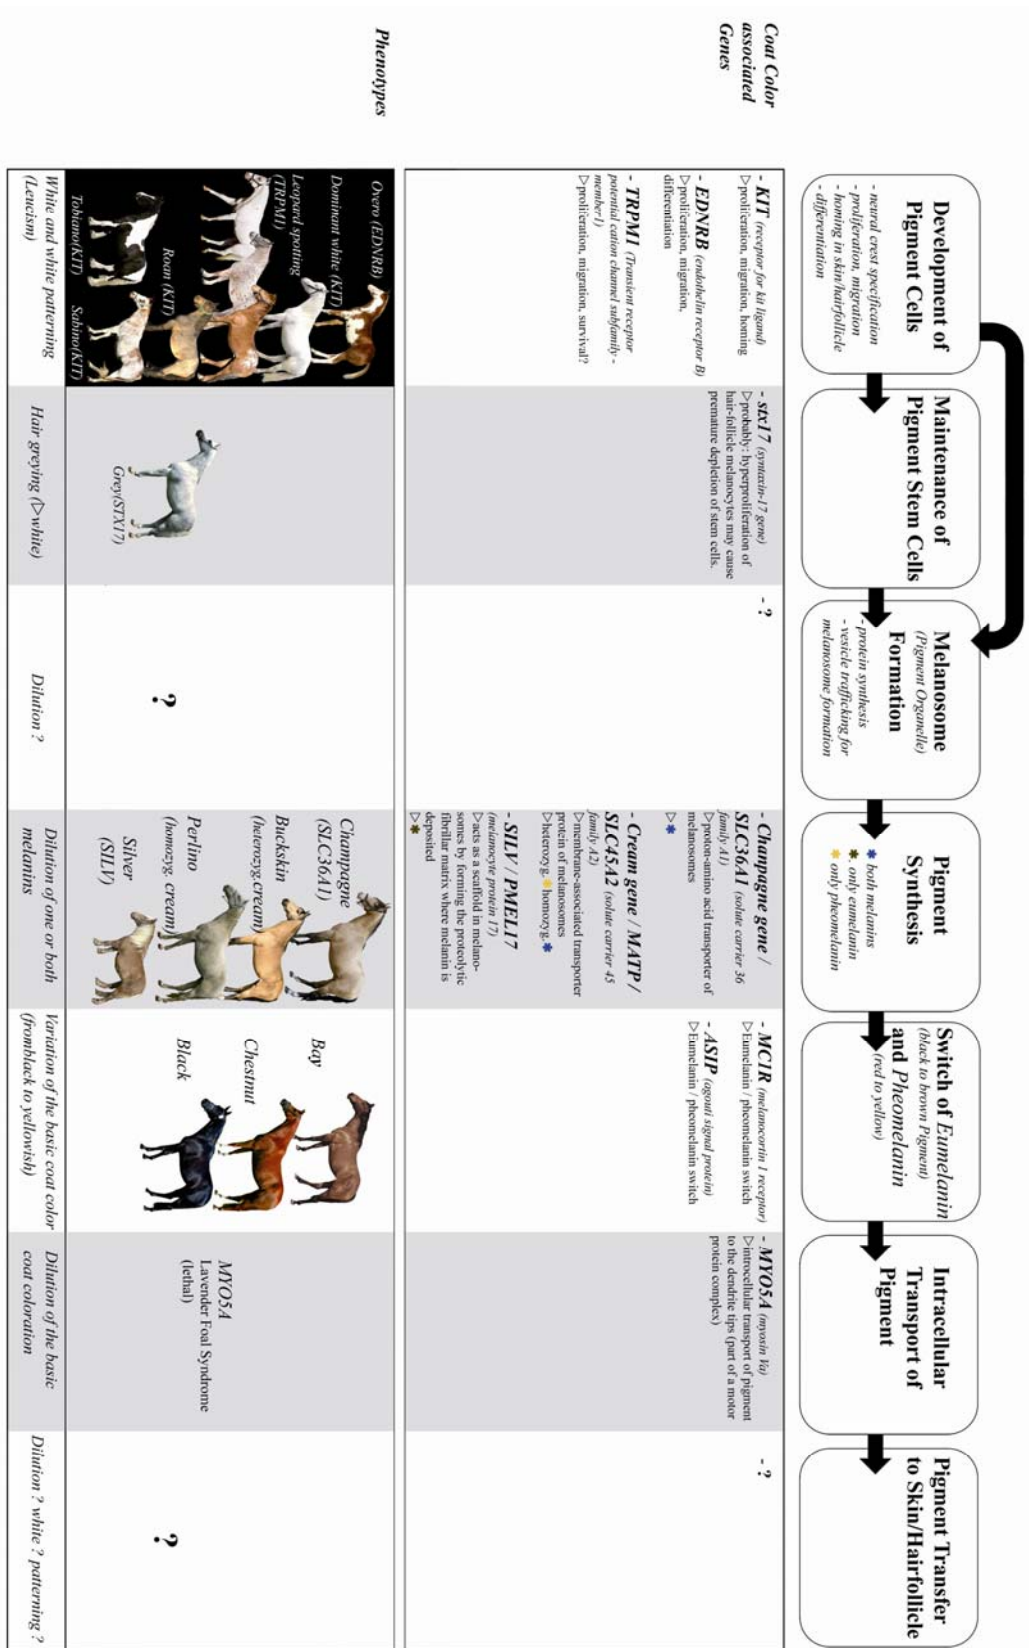 Development of
Pigment Cells
- neural crest specification
- proliferation, migration
- homing in skin/hairfollicle
- differentiation
Maintenance of
Pigment Stem Cells
Melanosome
(Pigment Organelle)
Formation
- protein synthesis
- vesicle trafficking for
melanosome formation
Pigment
Synthesis
* both melanins
*. only eumelanin
* only pheomelanin
Switch of Eumelanin
(black to brown Pigment)
and Pheomelanin
(red to yellow)
Intracellular
Transport of
Pigment
Pigment Transfer
to Skin/Hairfollicle
Coat Color
associated
Genes
- KIT (receptor for kit ligand)
▷proliferation, migration, homing
- EDNRB (endothelin receptor B)
▷proliferation, migration,
differentiation
- TRPM1 (Transient receptor
potential cation channel subfamily -
member1)
▷proliferation, migration, survival?
- stx17 (syntaxin-17 gene)
▷probably: hyperproliferation of
hair-follicle melanocytes may cause
premature depletion of stem cells.
- ?
- Champagne gene /
SLC36A1 (solute carrier 36
family A1)
▷proton-amino acid transporter of
melanosomes
▷*
- Cream gene / MATP /
SLC45A2 (solute carrier 45
family A2)
▷membrane-associated transporter
protein of melanosomes
▷heterozyg.*homozyg.*
- SILV / PMEL17
(melanocyte protein 17)
▷acts as a scaffold in melano-
somes by forming the proteolytic
fibrillar matrix where melanin is
deposited
▷*
- MC1R (melanocortin 1 receptor)
▷Eumelanin / pheomelanin switch
- ASIP (agouti signal protein)
▷Eumelanin / pheomelanin switch
- MYO5A (myosin Va)
▷introcellular transport of pigment
to the dendrite tips (part of a motor
protein complex)
- ?
Phenotypes
Overo (EDNRB)
Dominant white (KIT)
Leopard spotting
(TRPM1)
Roan (KIT)
Tobiano(KIT)
Sabino(KIT)
Grey(STX17)
?
Champagne
(SLC36A1)
Buckskin
(heterozyg.cream)
Perlino
(homozyg. cream)
Silver
(SILV)
Bay
Chestnut
Black
MYO5A
Lavender Foal Syndrome
(lethal)
?
White and white patterning
(Leucism)
Hair greying (▷white)
Dilution ?
Dilution of one or both
melanins
Variation of the basic coat color
(fromblack to yellowish)
Dilution of the basic
coat coloration
Dilution ? white ? patterning ?